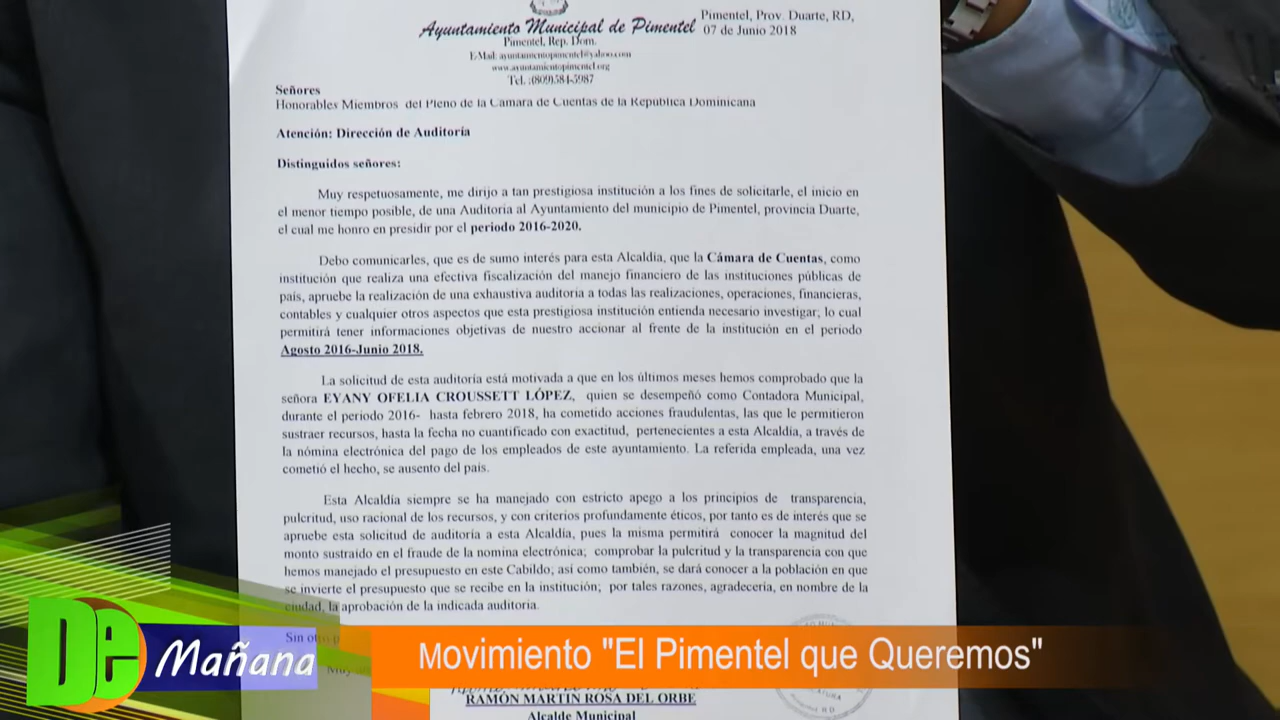 Ayuntamiento Municipal de Pimentel
Pimentel, Rep. Dom.
E-Mail: ayuntamientopimentel@yahoo.com
www.ayuntamientopimentel.org
Tel. :(809)584-5987
Pimentel, Prov. Duarte, RD,
07 de Junio 2018
Señores
Honorables Miembros del Pleno de la Cámara de Cuentas de la República Dominicana
Atención: Dirección de Auditoría
Distinguidos señores:
Muy respetuosamente, me dirijo a tan prestigiosa institución a los fines de solicitarle, el inicio en
el menor tiempo posible, de una Auditoria al Ayuntamiento del municipio de Pimentel, provincia Duarte,
el cual me honro en presidir por el periodo 2016-2020.
Debo comunicarles, que es de sumo interés para esta Alcaldía, que la Cámara de Cuentas, como
institución que realiza una efectiva fiscalización del manejo financiero de las instituciones públicas de
país, apruebe la realización de una exhaustiva auditoria a todas las realizaciones, operaciones, financieras,
contables y cualquier otros aspectos que esta prestigiosa institución entienda necesario investigar; lo cual
permitirá tener informaciones objetivas de nuestro accionar al frente de la institución en el periodo
Agosto 2016-Junio 2018.
La solicitud de esta auditoría está motivada a que en los últimos meses hemos comprobado que la
señora EYANY OFELIA CROUSSETT LÓPEZ, quien se desempeñó como Contadora Municipal,
durante el periodo 2016- hasta febrero 2018, ha cometido acciones fraudulentas, las que le permitieron
sustraer recursos, hasta la fecha no cuantificado con exactitud, pertenecientes a esta Alcaldía, a través de
la nómina electrónica del pago de los empleados de este ayuntamiento. La referida empleada, una vez
cometió el hecho, se ausento del país.
Esta Alcaldía siempre se ha manejado con estricto apego a los principios de transparencia,
pulcritud, uso racional de los recursos, y con criterios profundamente éticos, por tanto es de interés que se
apruebe esta solicitud de auditoría a esta Alcaldía, pues la misma permitirá conocer la magnitud del
monto sustraído en el fraude de la nomina electrónica; comprobar la pulcritud y la transparencia con que
hemos manejado el presupuesto en este Cabildo; así como también, se dará conocer a la población en que
se invierte el presupuesto que se recibe en la institución; por tales razones, agradecería, en nombre de la
ciudad, la aprobación de la indicada auditoria.
Sin
Muy
RAMÓN MARTIN ROSA DEL ORBE
Alcalde Municipal
De Mañana
Movimiento "El Pimentel que Queremos"